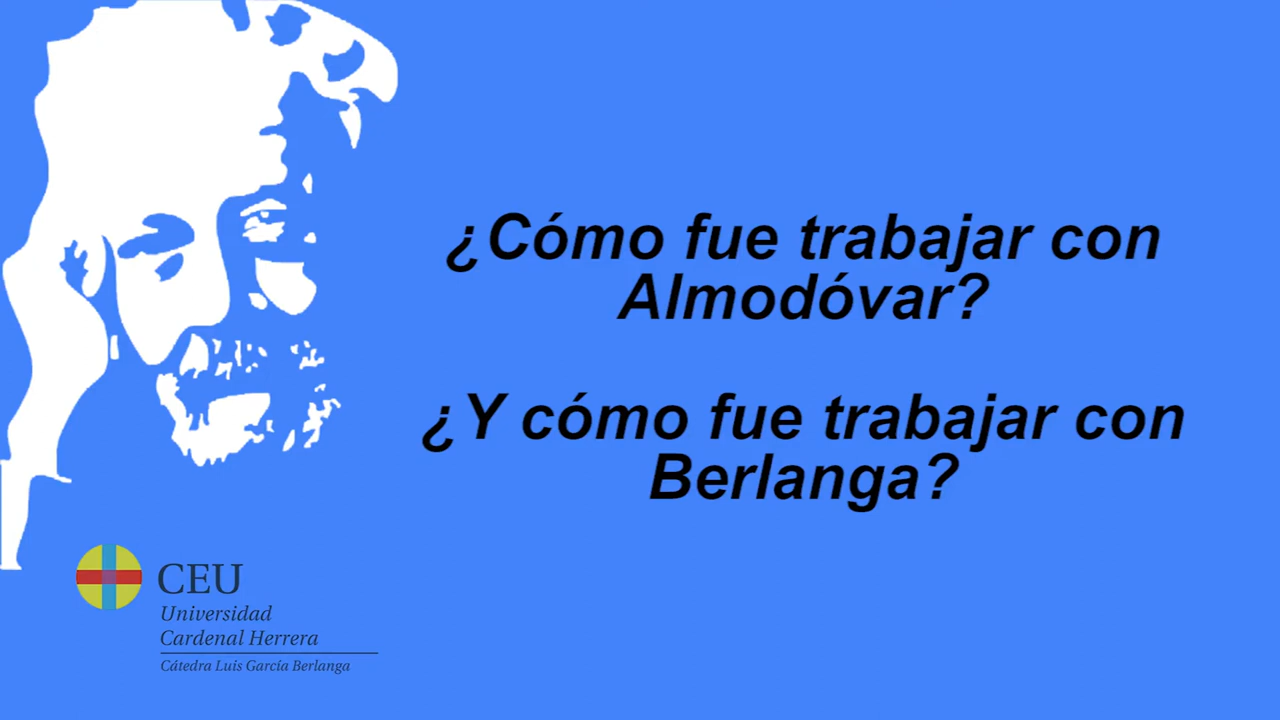 ¿Cómo fue trabajar con
Almodóvar?
¿Y cómo fue trabajar con
Berlanga?
CEU
Universidad
Cardenal Herrera
Cátedra Luis García Berlanga